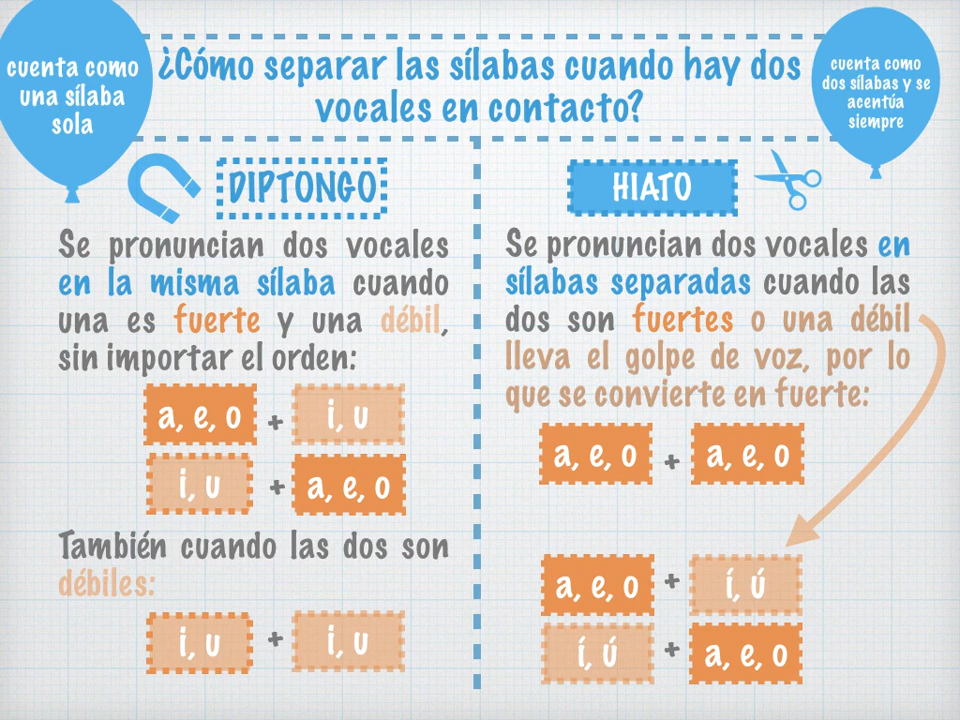 cuenta como
una sílaba
sola
¿Cómo separar las sílabas cuando hay dos
vocales en contacto?
cuenta como
dos sílabas y se
acentúa
siempre
DIPTONGO
Se pronuncian dos vocales
en la misma sílaba cuando
una es fuerte y una débil,
sin importar el orden:
a, e, o + i, u
i, u + a, e, o
También cuando las dos son
débiles:
i, u + i, u
HIATO
Se pronuncian dos vocales en
sílabas separadas cuando las
dos son fuertes o una débil
lleva el golpe de voz, por lo
que se convierte en fuerte:
a, e, o + a, e, o
a, e, o + í, ú
í, ú + a, e, o